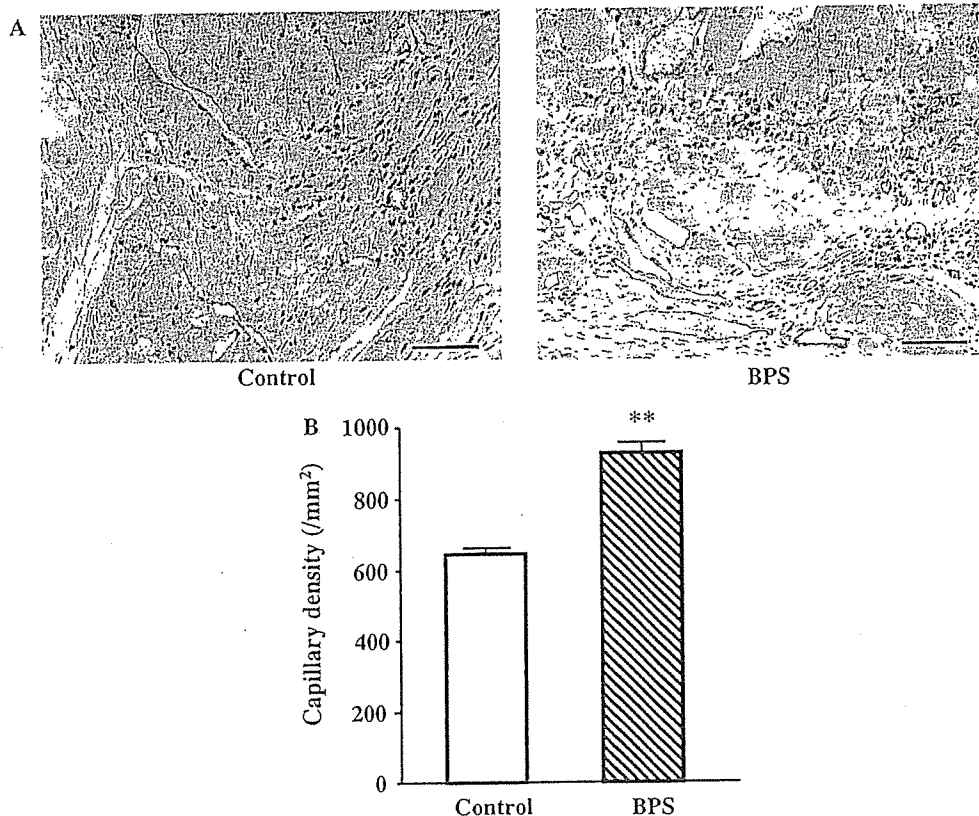 A
Control
BPS
B
**
1000
800
600
400
200
0
Capillary density (/mm²)
Control
BPS